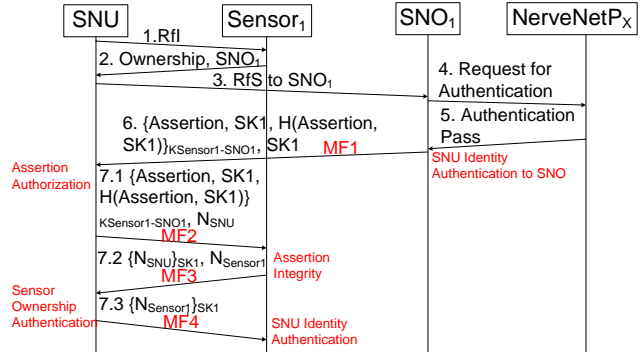 SNU Sensor1 SNO1 NerveNetPX
1.RfI
2. Ownership, SNO1
3. RfS to SNO1
4. Request for
Authentication
5. Authentication
Pass
6. {Assertion, SK1, H(Assertion,
SK1)}KSensor1-SNO1, SK1
MF1
SNU Identity
Authentication to SNO
Assertion
Authorization
7.1 {Assertion, SK1,
H(Assertion, SK1)}
KSensor1-SNO1, NSNU
MF2
7.2 {NSNU}SK1, NSensor1
MF3
Assertion
Integrity
Sensor
Ownership
Authentication
7.3 {NSensor1}SK1
MF4
SNU Identity
Authentication